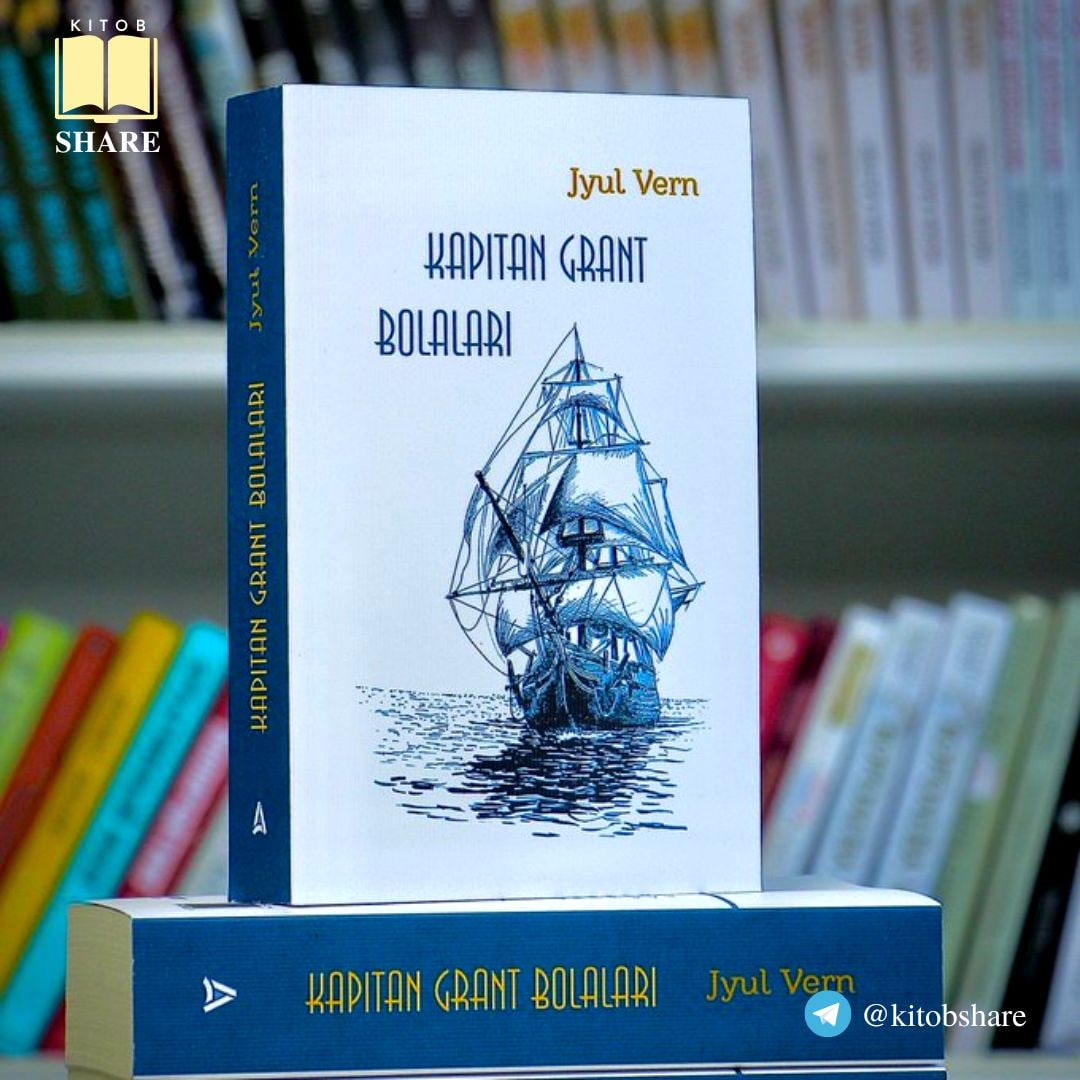 KITOB
SHARE
Jyul Vern
KAPITAN GRANT
BOLALARI
KAPITAN GRANT BOLALARI Jyul Vern
KAPITAN GRANT BOLALARI Jyul Vern
@kitobshare